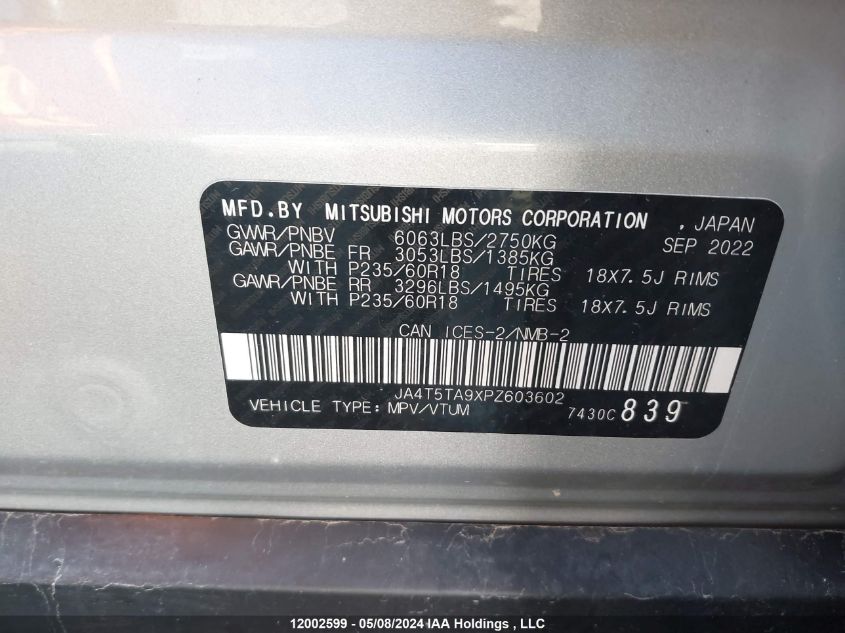 MFD.BY MITSUBISHI MOTORS CORPORATION , JAPAN
GVWR/PNBV 6063LBS/2750KG SEP 2022
GAWR/PNBE FR 3053LBS/1385KG
WITH P235/60R18 TIRES 18X7.5J RIMS
GAWR/PNBE RR 3296LBS/1495KG
WITH P235/60R18 TIRES 18X7.5J RIMS
CAN ICES-2/NMB-2
JA4T5TA9XPZ603602
VEHICLE TYPE: MPV/VTUM 7430C 839
12002599 - 05/08/2024 IAA Holdings , LLC